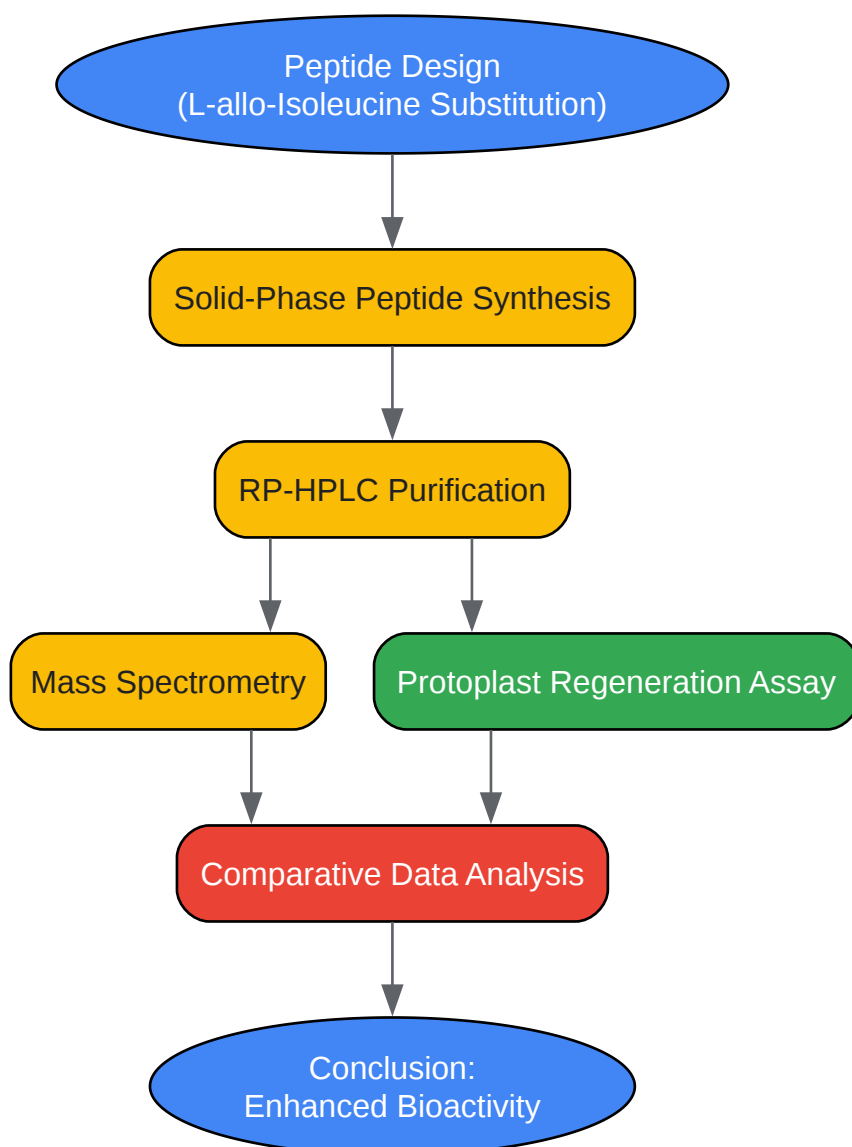 Peptide Design
(L-allo-Isoleucine Substitution)
Solid-Phase Peptide Synthesis
RP-HPLC Purification
Mass Spectrometry
Protoplast Regeneration Assay
Comparative Data Analysis
Conclusion:
Enhanced Bioactivity